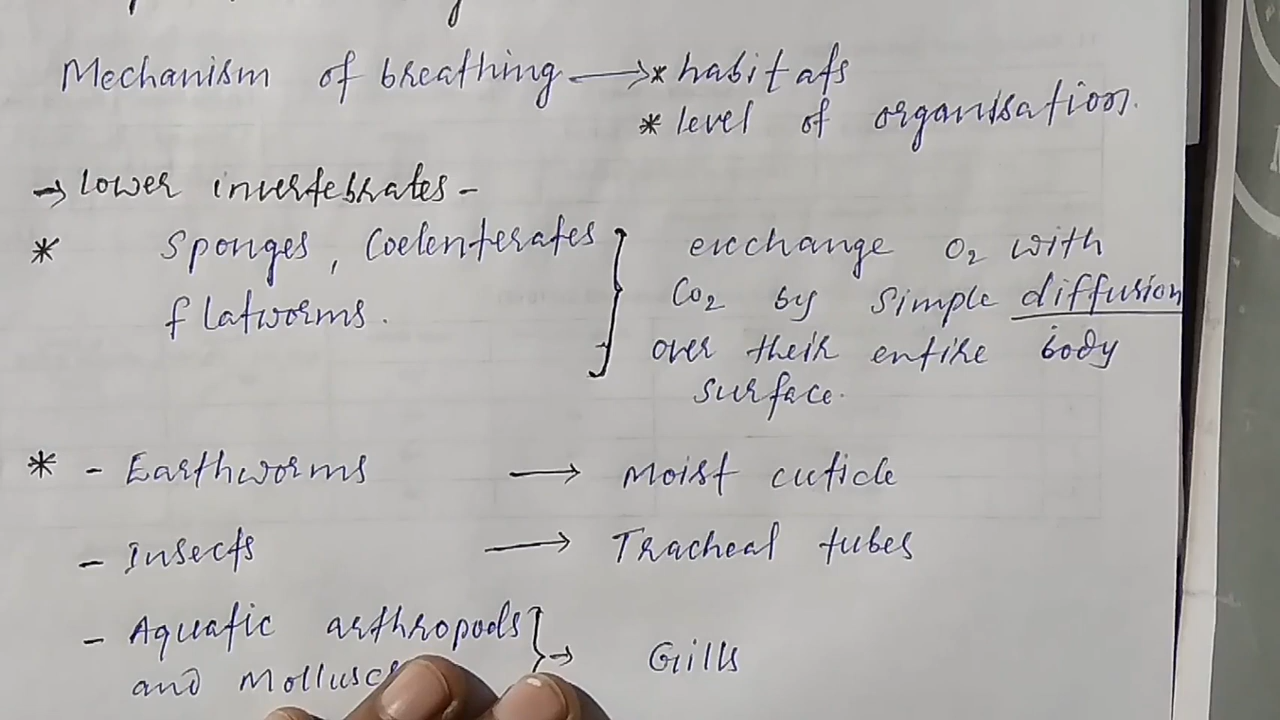 Mechanism of breathing → * habitats
* level of organisation.
→ Lower invertebrates -
* Sponges, Coelenterates } exchange O₂ with
flatworms. CO₂ by simple diffusion
over their entire body
surface.
* - Earthworms → Moist cuticle
- Insects → Tracheal tubes
- Aquatic arthropods } → Gills
and Mollusc